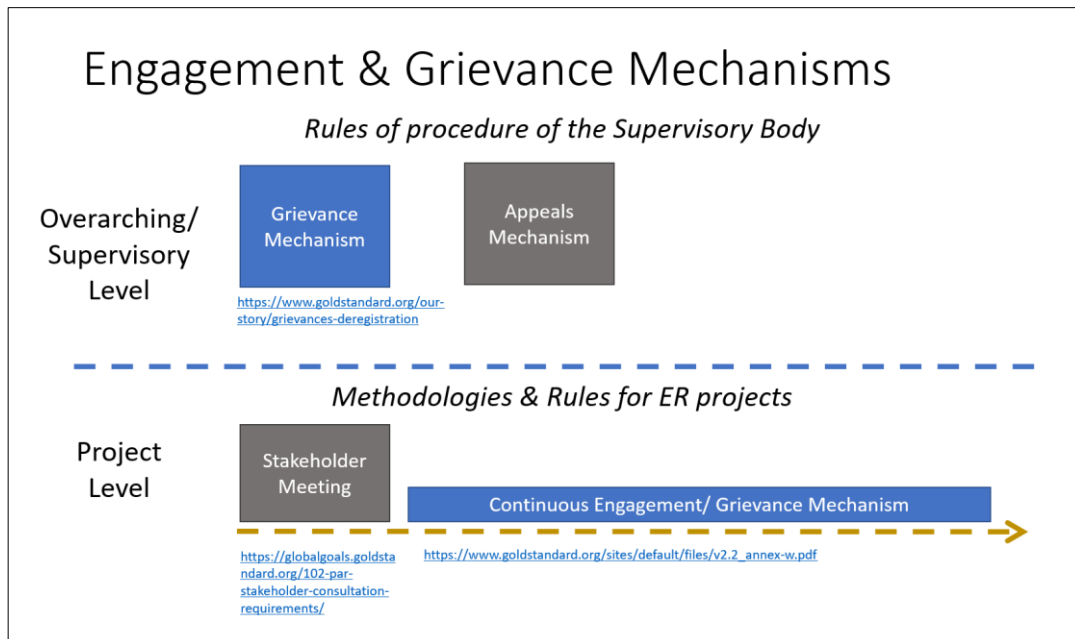 Engagement & Grievance Mechanisms
Rules of procedure of the Supervisory Body
Overarching/
Supervisory
Level
Grievance
Mechanism
Appeals
Mechanism
https://www.goldstandard.org/our-
story/grievances-deregistration
Methodologies & Rules for ER projects
Project
Level
Stakeholder
Meeting
Continuous Engagement/ Grievance Mechanism
https://globalgoals.goldsta
ndard.org/102-par-
stakeholder-consultation-
requirements/
https://www.goldstandard.org/sites/default/files/v2.2_annex-w.pdf